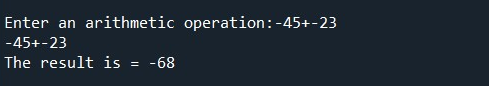 Enter an arithmetic operation:-45+-23
-45+-23
The result is = -68